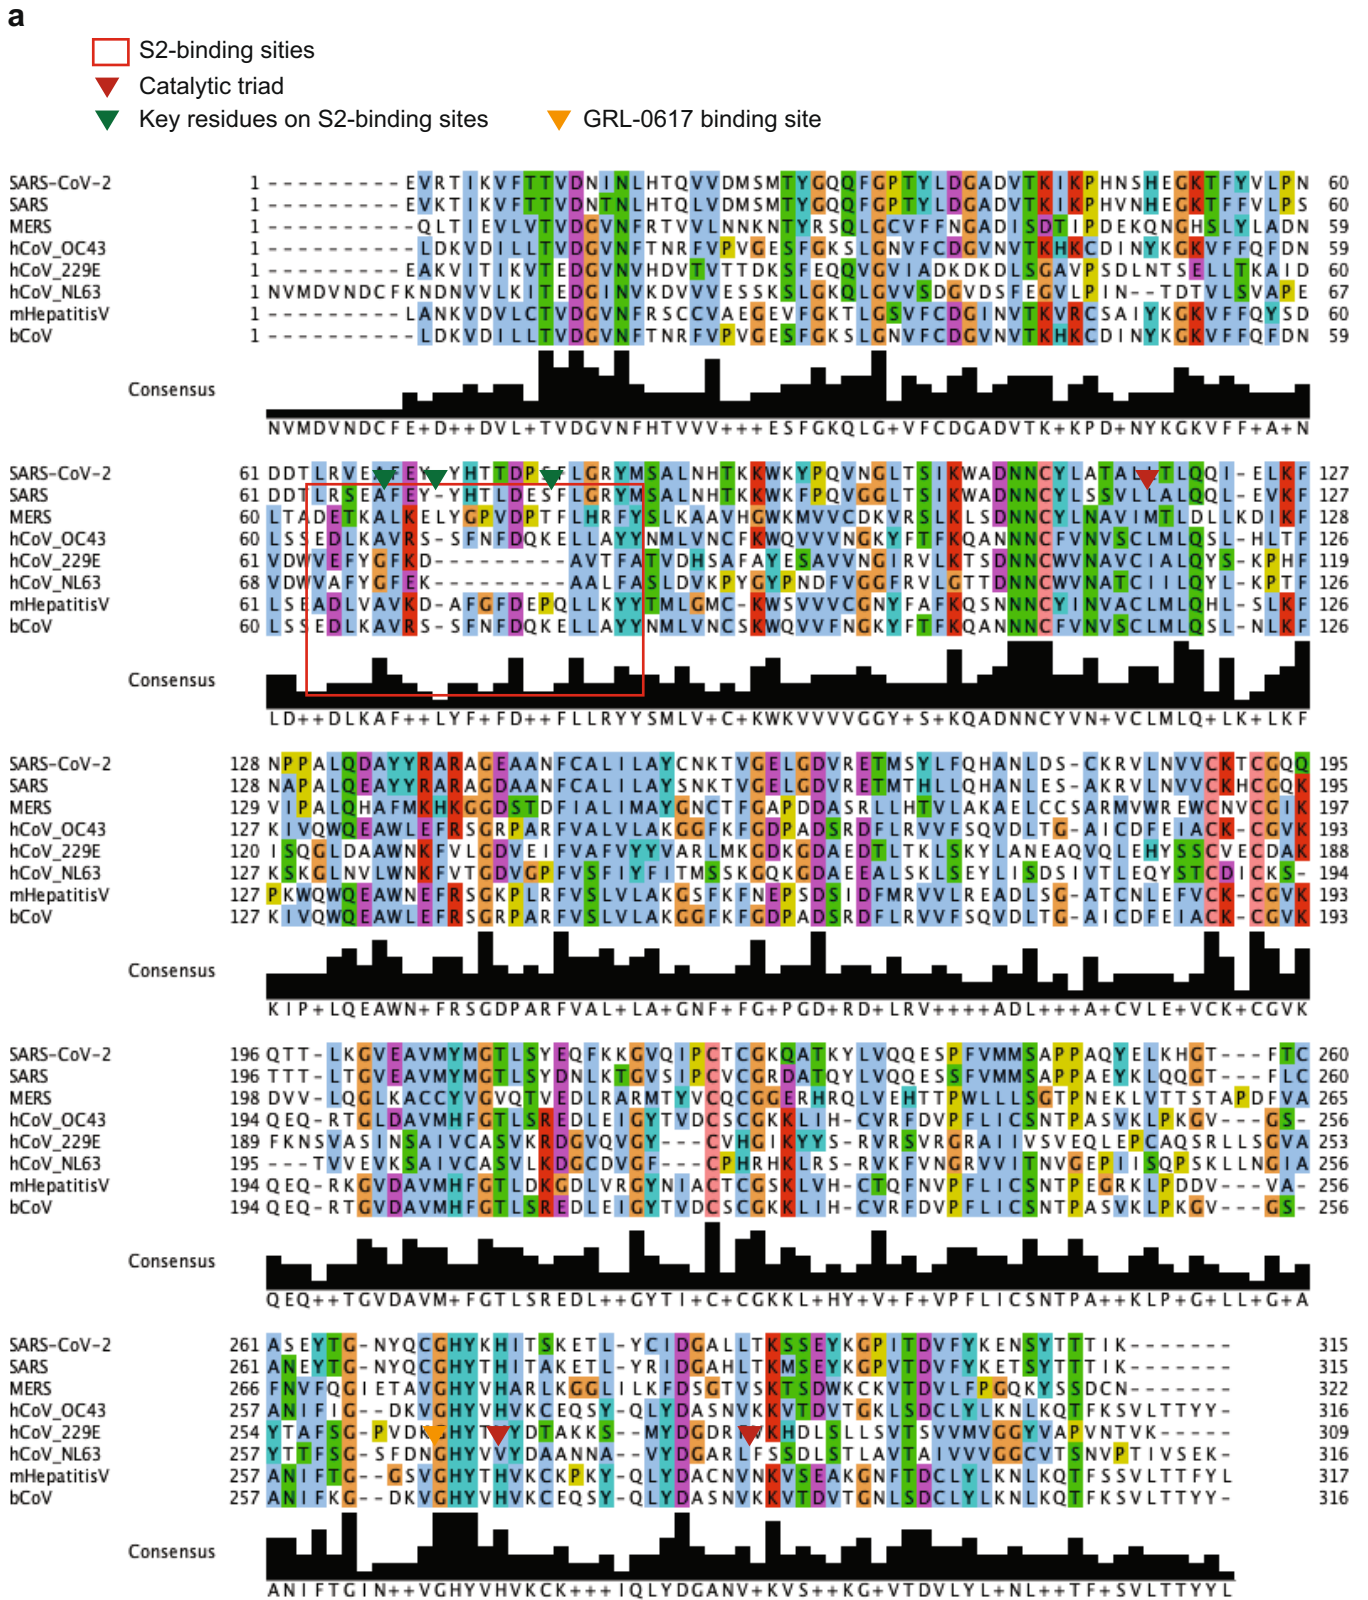 a
S2-binding sites
Catalytic triad
Key residues on S2-binding sites GRL-0617 binding site
SARS-CoV-2 1 ---------EVRTIKVFTTVDNINLHTQVVDMSMTYGQQFGPTYLDGADVTKIKPHNSHEGKTFYVLPN 60
SARS 1 ---------EVKTIKVFTTVDNTNLHTQLVDMSMTYGQQFGPTYLDGADVTKIKPHVNHEGKTFFVLPS 60
MERS 1 ---------QLTIEVLVTVDGVNFRTVVLNNKNTYRSQLGCVFFNGADISDTIPDEKQNGHSLYLADN 59
hCoV_OC43 1 ----------LDKVDILLTVDGVNFTNRFVPVGESFGKSLGNVFCDGVNVTKHKCDINYKGKVFFQFDN 59
hCoV_229E 1 ---------EAKVITIKVTEDGVNVHDVTVTTDKSFEQQVGVIADKDKDLSGAVPSDLNTSELLTKAID 60
hCoV_NL63 1 NVMDVNDCFKNDNVVLKITEDGINVKDVVVESSKSLGKQLGVVSDGVDSFEGVLPIN--TDTVLSVAPE 67
mHepatitisV 1 ---------LANKVDVLCTVDGVNFRSCCVAEGEVFGKTLGSVFCDGINVTKVRCSAIYKGKVFFQYSD 60
bCoV 1 ----------LDKVDILLTVDGVNFTNRFVPVGESFGKSLGNVFCDGVNVTKHKCDINYKGKVFFQFDN 59
Consensus
NVMDVNDCFE+D++DVL+TVDGVNFHTVVV+++ESFGKQLG+VFCDGADVTK+KPD+NYKGKVFF+A+N
SARS-CoV-2 61 DDTLRVE FEY YHTTDP FLGRYMSALNHTKKWKYPQVNGLTSIKWADNNCYLATA TLQQI-ELKF 127
SARS 61 DDTLRSEAFEY-YHTLDESFLGRYMSALNHTKKWKFPQVGGLTSIKWADNNCYLSSVLLALQQL-EVKF 127
MERS 60 LTADETKALKELYGPVDPTFLHRFYSLKAAVHGWKMVVCDKVRSLKLSDNNCYLNAVIMTLDLLKDIKF 128
hCoV_OC43 60 LSSEDLKAVRS-SFNFDQKELLAYYNMLVNCFKWQVVVNGKYFTFKQANNNCFVNVSCLMLQSL-HLTF 126
hCoV_229E 61 VDWVEFYGFKD---------AVTFATVDHSAFAYESAVVNGIRVLKTSDNNCWVNAVCIALQYS-KPHF 119
hCoV_NL63 68 VDWVAFYGFEK---------AALFASLDVKPYGYPNDFVGGFRVLGTTDNNCWVNATCIILQYL-KPTF 126
mHepatitisV 61 LSEADLVAVKD-AFGFDEPQLLKYYTMLGMC-KWSVVVCGNYFAFKQSNNNCYINVACLMLQHL-SLKF 126
bCoV 60 LSSEDLKAVRS-SFNFDQKELLAYYNMLVNCSKWQVVFNGKYFTFKQANNNCFVNVSCLMLQSL-NLKF 126
Consensus
LD++DLKAF++LYF+FD++FLLRYYSMLV+C+KWKVVVVGGY+S+KQADNNCYVN+VCLMLQ+LK+LKF
SARS-CoV-2 128 NPPALQDAYYRARAGEAANFCALILAYCNKTVGELGDVRETMSYLFQHANLDS-CKRVLNVVCKTCGQQ 195
SARS 128 NAPALQEAYYRARAGDAANFCALILAYSNKTVGELGDVRETMTHLLQHANLES-AKRVLNVVCKHCGQK 195
MERS 129 VIPALQHAFMKHKGGDSTDFIALIMAYGNCTFGAPDDASRLLHTVLAKAELCCSARMVWREWCNVCGIK 197
hCoV_OC43 127 KIVQWQEAWLEFRSGRPARFVALVLAKGGFKFGDPADSRDFLRVVFSQVDLTG-AICDFEIACK-CGVK 193
hCoV_229E 120 ISQGLDAAWNKFVLGDVEIFVAFVYYVARLMKGDKGDAEDTLTKLSKYLANEAQVQLEHYSSCVECDAK 188
hCoV_NL63 127 KSKGLNVLWNKFVTGDVGPFVSFIYFITMSSKGQKGDAEEALSKLSEYLISDSIVTLEQYSTCDICKS- 194
mHepatitisV 127 PKWQWQEAWNEFRSGKPLRFVSLVLAKGSFKFNEPSDSIDFMRVVLREADLSG-ATCNLEFVCK-CGVK 193
bCoV 127 KIVQWQEAWLEFRSGRPARFVSLVLAKGGFKFGDPADSRDFLRVVFSQVDLTG-AICDFEIACK-CGVK 193
Consensus
KIP+LQEAWN+FRSGDPARFVAL+LA+GNF+FG+PGD+RD+LRV++++ADL+++A+CVLE+VCK+CGVK
SARS-CoV-2 196 QTT-LKGVEAVMYMGTLSYEQFKKGVQIPCTCGKQATKYLVQQESPFVMMSAPPAQYELKHGT---FTC 260
SARS 196 TTT-LTGVEAVMYMGTLSYDNLKTGVSIPCVCGRDATQYLVQQESSFVMMSAPPAEYKLQQGT---FLC 260
MERS 198 DVV-LQGLKACCYVGVQTVEDLRARMTYVCQCGGERHRQLVEHTTPWLLLSGTPNEKLVTTSTAPDFVA 265
hCoV_OC43 194 QEQ-RTGLDAVMHFGTLSREDLEIGYTVDCSCGKKLIH-CVRFDVPFLICSNTPASVKLPKGV---GS- 256
hCoV_229E 189 FKNSVASINSAIVCASVKRDGVQVGY---CVHGIKYYS-RVRSVRGRAIIVSVEQLEPCAQSRLLSGVA 253
hCoV_NL63 195 ---TVVEVKSAIVCASVLKDGCDVGF---CPHRHKLRS-RVKFVNGRVVITNVGEPIISQPSKLLNGIA 256
mHepatitisV 194 QEQ-RKGVDAVMHFGTLDKGDLVRGYNIACTCGSKLVH-CTQFNVPFLICSNTPEGRKLPDDV---VA- 256
bCoV 194 QEQ-RTGVDAVMHFGTLSREDLEIGYTVDCSCGKKLIH-CVRFDVPFLICSNTPASVKLPKGV---GS- 256
Consensus
QEQ++TGVDAVM+FGTLSREDL++GYTI+C+CGKKL+HY+V+F+VPFLICSNTPA++KLP+G+LL+G+A
SARS-CoV-2 261 ASEYTG-NYQCGHYKHITSKETL-YCIDGALLTKSSEYKGPITDVFYKENSYTTTIK------- 315
SARS 261 ANEYTG-NYQCGHYTHITAKETL-YRIDGAHLTKMSEYKGPVTDVFYKETSYTTTIK------- 315
MERS 266 FNVFQGIETAVGHYVHARLKGGLILKFDSGTVSKTSDWKCKVTDVLFPGQKYSSDCN------- 322
hCoV_OC43 257 ANIFIG--DKVGHYVHVKCEQSY-QLYDASNVKKVTDVTGKLSDCLYLKNLKQTFKSVLTTYY- 316
hCoV_229E 254 YTAFSG-PVDK HYT YDTAKKS--MYDGDR KHDLSLLSVTSVVMVGGYVAPVNTVK------- 309
hCoV_NL63 257 YTTFSG-SFDNGHYVVYDAANNA--VYDGARLFSSDLSTLAVTAIVVVGGCVTSNVPTIVSEK- 316
mHepatitisV 257 ANIFTG--GSVGHYTHVKCKPKY-QLYDACNVNKVSEAKGNFTDCLYLKNLKQTFSSVLTTFYL 317
bCoV 257 ANIFKG--DKVGHYVHVKCEQSY-QLYDASNVKKVTDVTGNLSDCLYLKNLKQTFKSVLTTYY- 316
Consensus
ANIFTGIN++VGHYVHVKCK+++IQLYDGANV+KVS++KG+VTDVLYL+NL++TF+SVLTTYYL